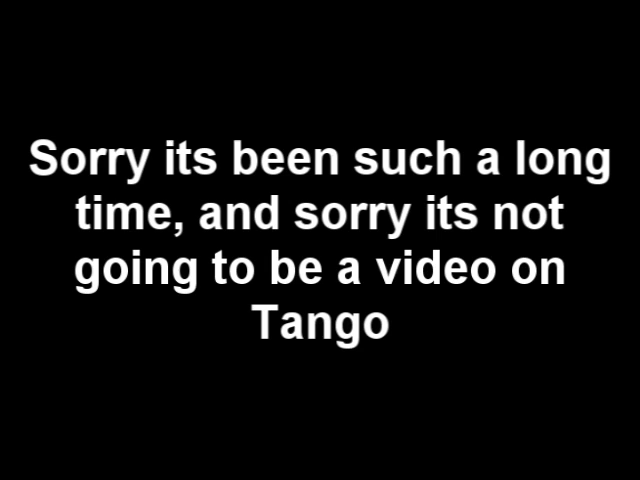 Sorry its been such a long
time, and sorry its not
going to be a video on
Tango